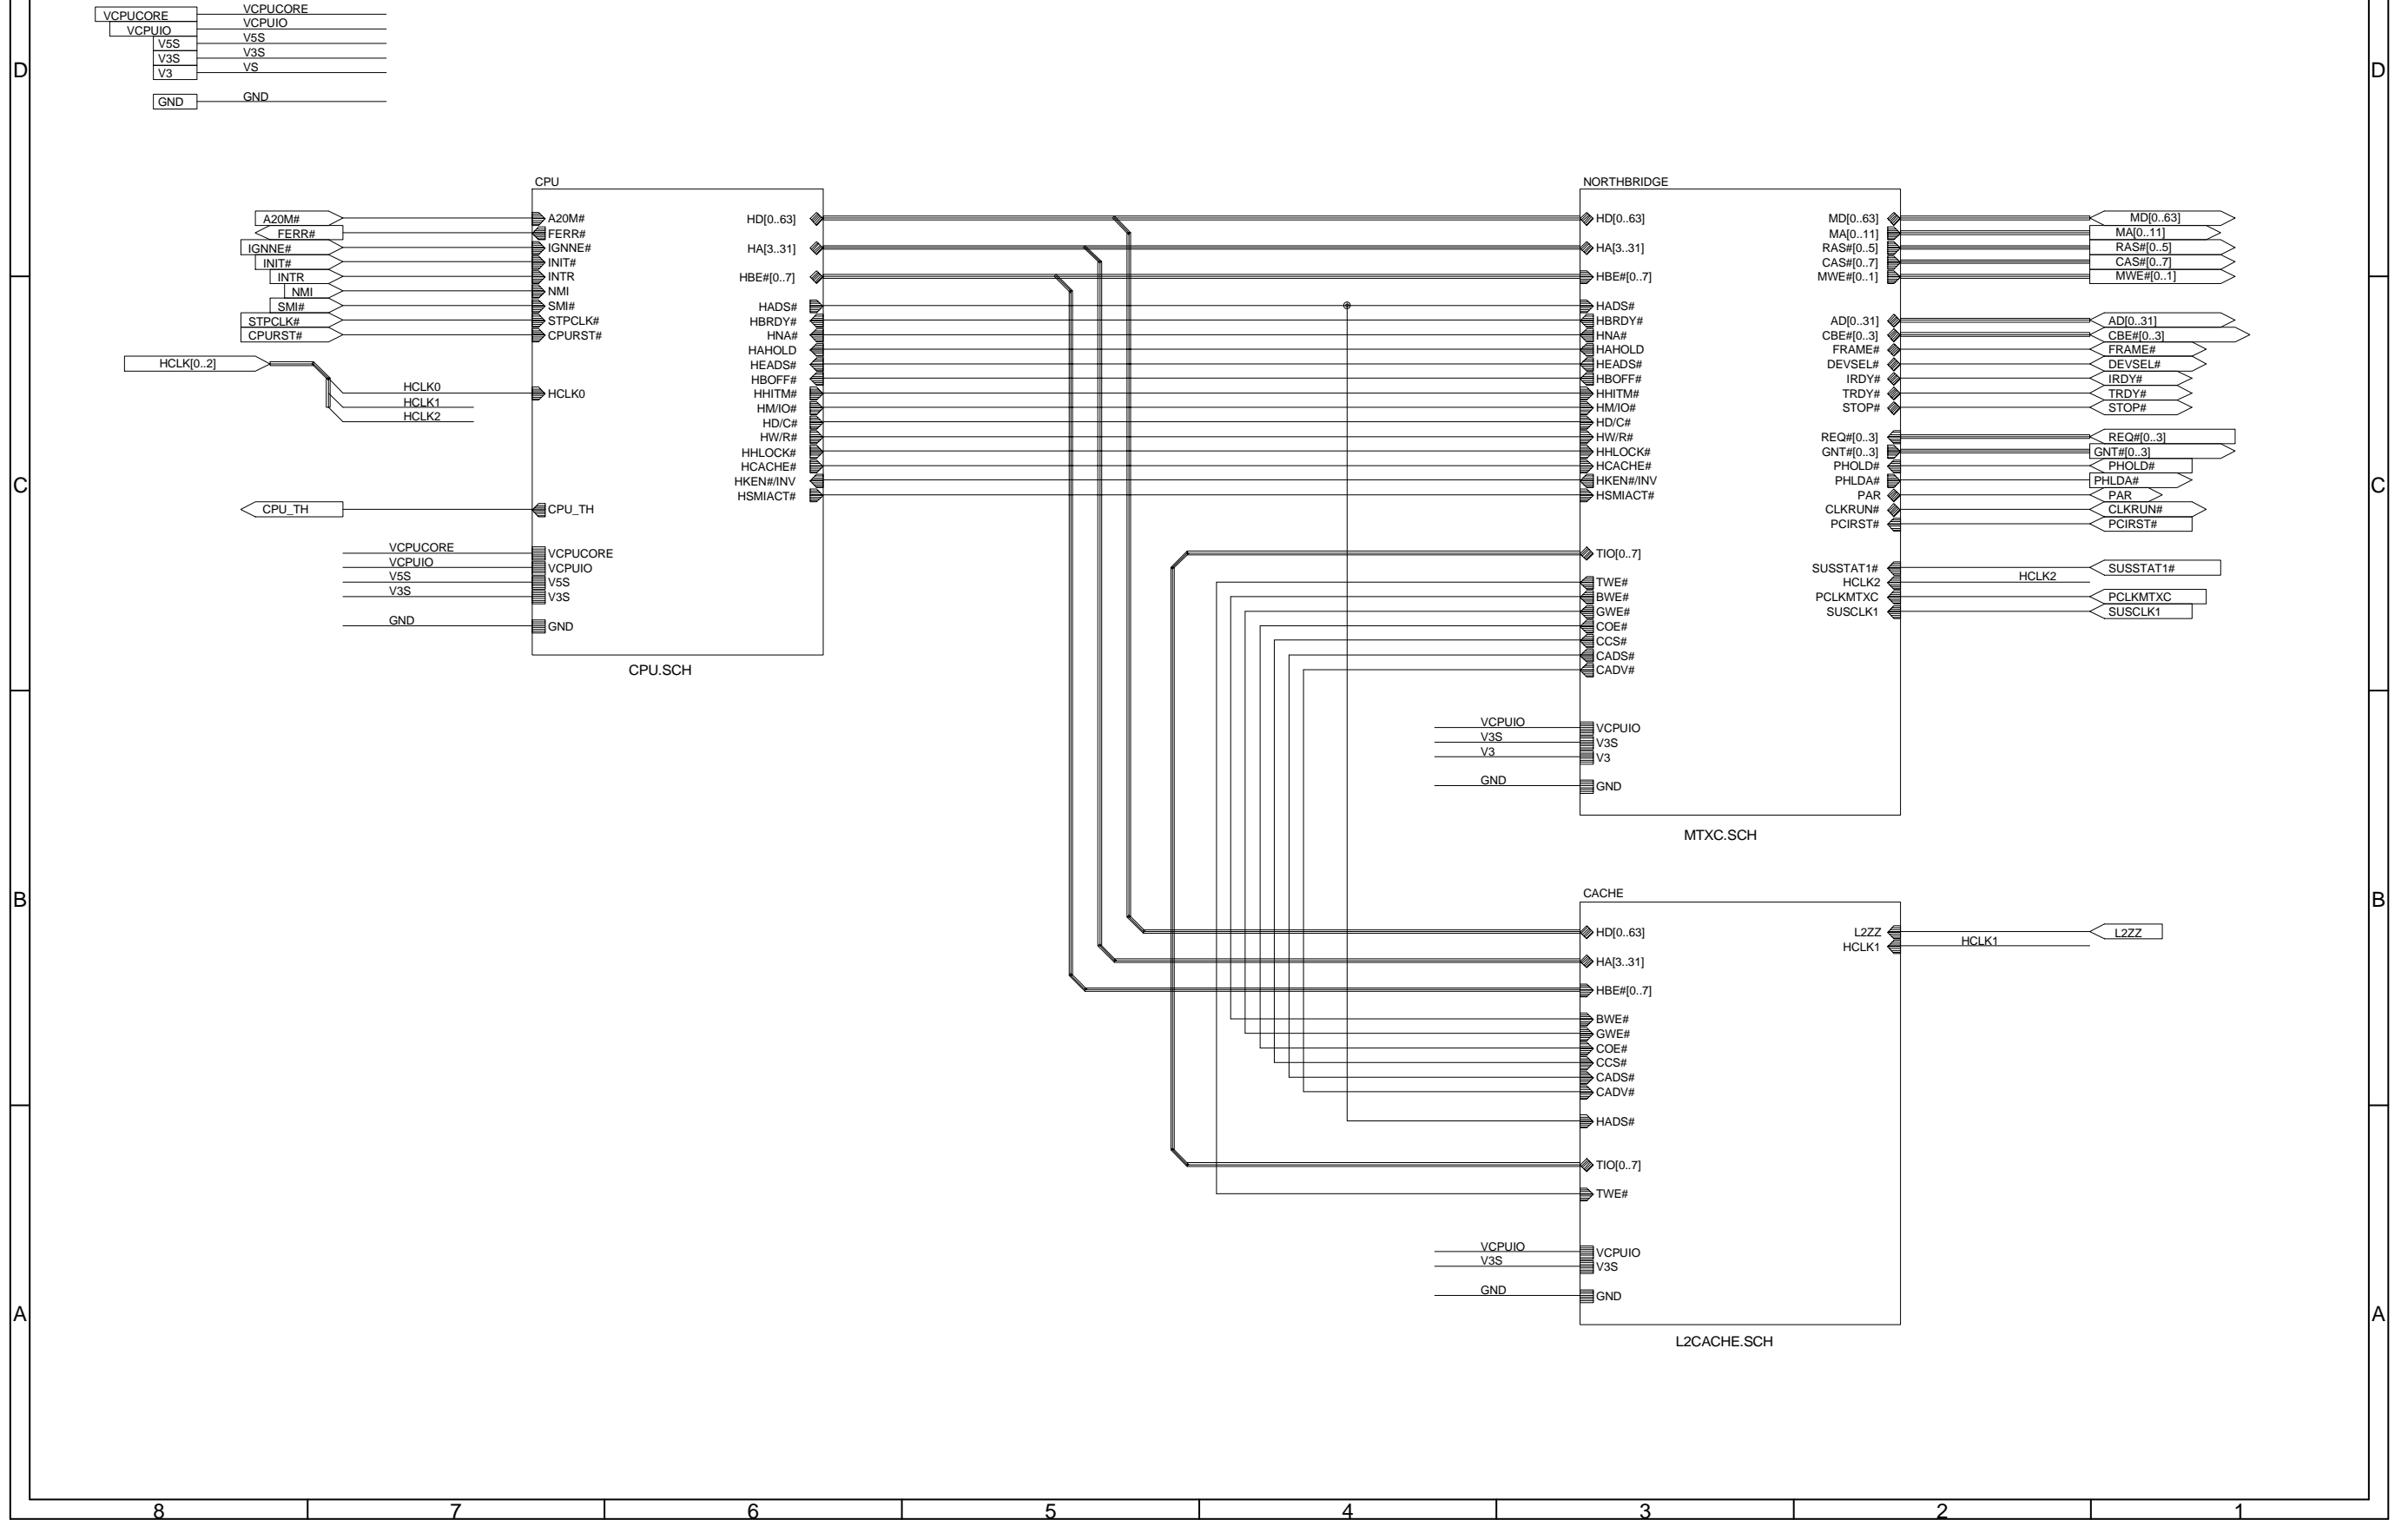 VCPUCORE VCPUCORE
VCPUIO VCPUIO
V5S V5S
V3S V3S
V3 VS
GND GND
D
D
CPU
A20M# A20M#
FERR# FERR#
IGNNE# IGNNE#
INIT# INIT#
INTR INTR
NMI NMI
SMI# SMI#
STPCLK# STPCLK#
CPURST# CPURST#
HCLK[0..2]
HCLK0 HCLK0
HCLK1
HCLK2
CPU_TH CPU_TH
VCPUCORE VCPUCORE
VCPUIO VCPUIO
V5S V5S
V3S V3S
GND GND
HD[0..63]
HA[3..31]
HBE#[0..7]
HADS#
HBRDY#
HNA#
HAHOLD
HEADS#
HBOFF#
HHITM#
HM/IO#
HD/C#
HW/R#
HHLOCK#
HCACHE#
HKEN#/INV
HSMIACT#
CPU.SCH
NORTHBRIDGE
HD[0..63]
HA[3..31]
HBE#[0..7]
HADS#
HBRDY#
HNA#
HAHOLD
HEADS#
HBOFF#
HHITM#
HM/IO#
HD/C#
HW/R#
HHLOCK#
HCACHE#
HKEN#/INV
HSMIACT#
TIO[0..7]
TWE#
BWE#
GWE#
COE#
CCS#
CADS#
CADV#
VCPUIO VCPUIO
V3S V3S
V3 V3
GND GND
MD[0..63] MD[0..63]
MA[0..11] MA[0..11]
RAS#[0..5] RAS#[0..5]
CAS#[0..7] CAS#[0..7]
MWE#[0..1] MWE#[0..1]
AD[0..31] AD[0..31]
CBE#[0..3] CBE#[0..3]
FRAME# FRAME#
DEVSEL# DEVSEL#
IRDY# IRDY#
TRDY# TRDY#
STOP# STOP#
REQ#[0..3] REQ#[0..3]
GNT#[0..3] GNT#[0..3]
PHOLD# PHOLD#
PHLDA# PHLDA#
PAR PAR
CLKRUN# CLKRUN#
PCIRST# PCIRST#
SUSSTAT1# SUSSTAT1#
HCLK2 HCLK2
PCLKMTXC PCLKMTXC
SUSCLK1 SUSCLK1
MTXC.SCH
C
C
CACHE
HD[0..63]
HA[3..31]
HBE#[0..7]
BWE#
GWE#
COE#
CCS#
CADS#
CADV#
HADS#
TIO[0..7]
TWE#
VCPUIO VCPUIO
V3S V3S
GND GND
L2ZZ L2ZZ
HCLK1 HCLK1
L2CACHE.SCH
B
B
A
A
8 7 6 5 4 3 2 1